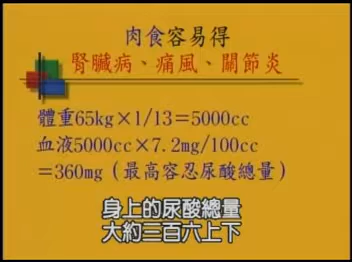 肉食容易得
腎臟病、痛風、關節炎
體重65kg×1/13=5000cc
血液5000cc×7.2mg/100cc
=360mg(最高容忍尿酸總量)
身上的尿酸總量
大約三百六上下